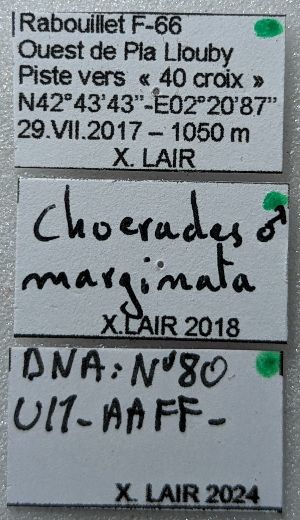 Rabouillet F-66
Ouest de Pla Llouby
Piste vers « 40 croix »
N42°43'43"-E02°20'87"
29.VII.2017 – 1050 m
X. LAIR
Choerades ♂
marginata
X.LAIR 2018
DNA: N°80
U17-AAFF-
X. LAIR 2024